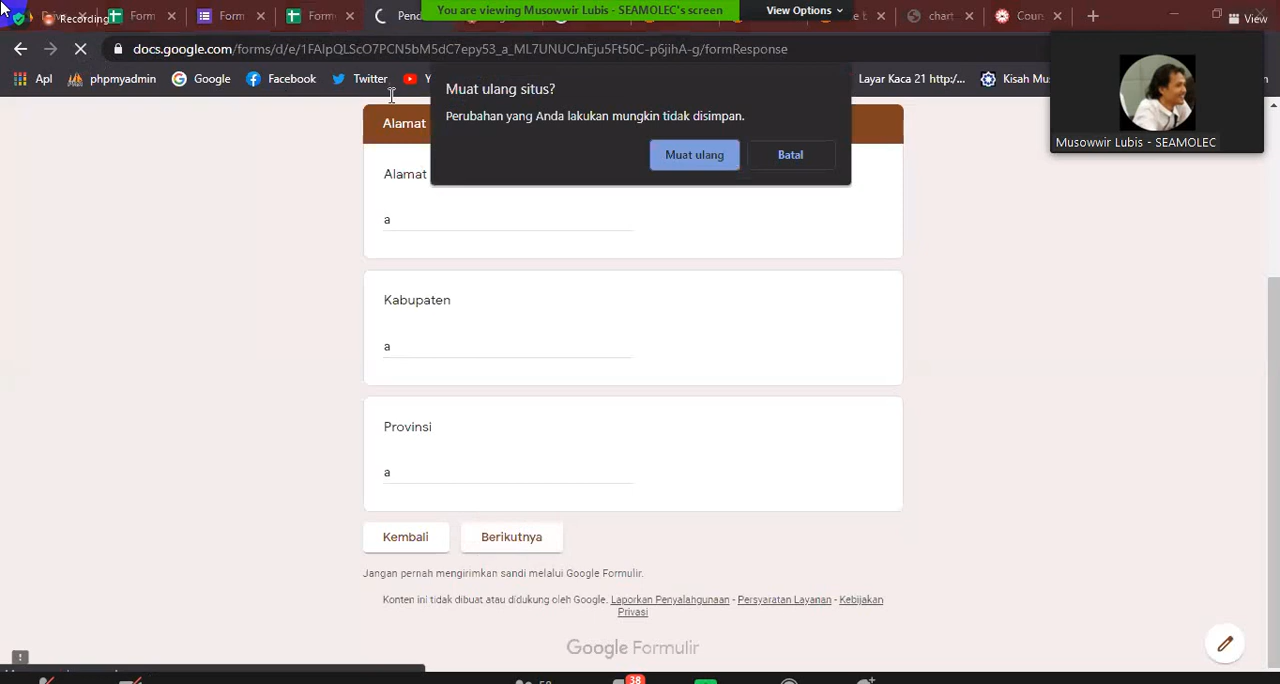 Recording
Form
Form
Form
Penc
You are viewing Musowwir Lubis - SEAMOLEC's screen
View Options
chart
Cours
View
docs.google.com/forms/d/e/1FAIpQLScO7PCN5bM5dC7epy53_a_ML7UNUCJnEju5Ft50C-p6jihA-g/formResponse
Apl
phpmyadmin
Google
Facebook
Twitter
Y
Layar Kaca 21 http:/...
Kisah Mus
Musowwir Lubis - SEAMOLEC
Muat ulang situs?
Perubahan yang Anda lakukan mungkin tidak disimpan.
Muat ulang
Batal
Alamat
Alamat
a
Kabupaten
a
Provinsi
a
Kembali
Berikutnya
Jangan pernah mengirimkan sandi melalui Google Formulir.
Konten ini tidak dibuat atau didukung oleh Google. Laporkan Penyalahgunaan - Persyaratan Layanan - Kebijakan
Privasi
Google Formulir
58
38